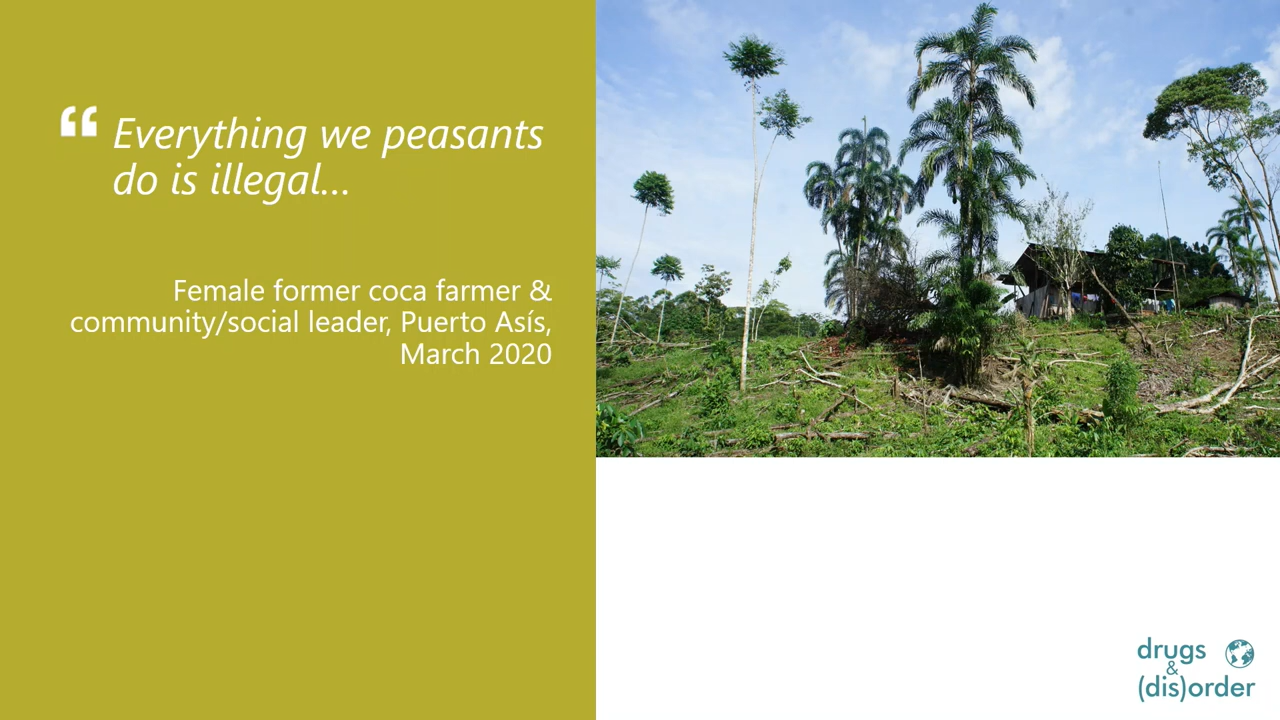 “ Everything we peasants
do is illegal...
Female former coca farmer &
community/social leader, Puerto Asís,
March 2020
drugs
&
(dis)order